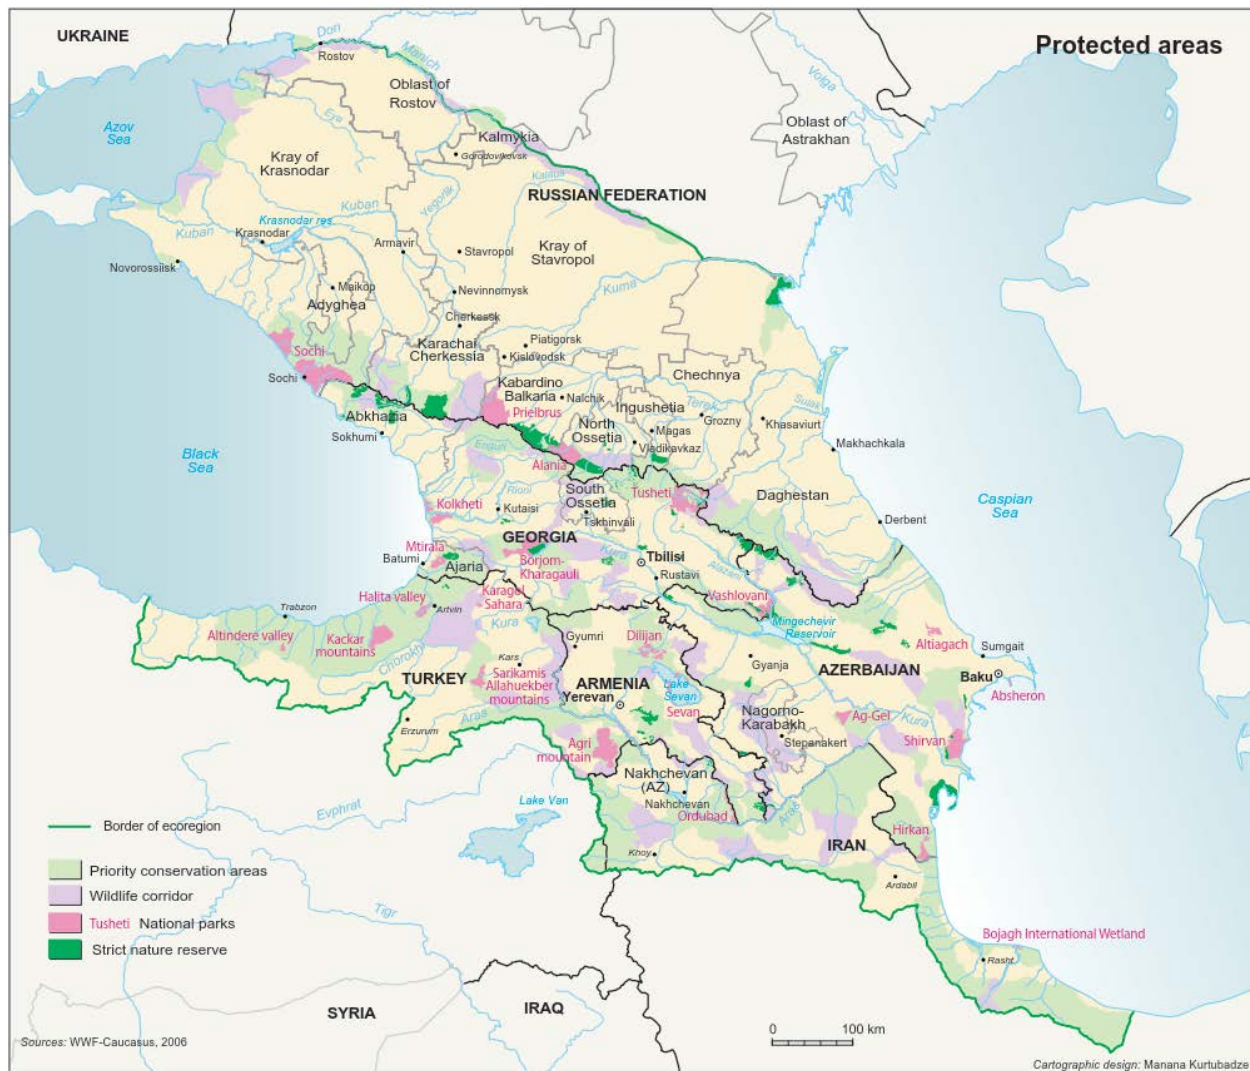 UKRAINE
Protected areas
Don
Rostov
Manich
Oblast of
Rostov
Volga
Azov
Sea
Eya
Kalmykia
Oblast of
Astrakhan
Gorodovikovsk
Kray of
Krasnodar
Kalaus
RUSSIAN FEDERATION
Yegorlik
Kuban
Krasnodar res.
Kuban
Krasnodar
Armavir
Stavropol
Kray of
Stavropol
Novorossiisk
Maikop
Adyghea
Nevinnomysk
Kuma
Cherkessk
Karachai
Cherkessia
Piatigorsk
Kislovodsk
Sochi
Sochi
Chechnya
Kabardino
Balkaria
Nalchik
Prielbrus
Ingushetia
Terek
Sulak
Abkhazia
Sokhumi
North
Ossetia
Magas
Grozny
Khasaviurt
Vladikavkaz
Makhachkala
Black
Sea
Enguri
Alania
Rioni
South
Ossetia
Tusheti
Daghestan
Caspian
Sea
Kolkheti
Kutaisi
Tskhinvali
Derbent
GEORGIA
Mtirala
Batumi
Ajaria
Borjom-
Kharagauli
Kura
Tbilisi
Rustavi
Alazani
Halita valley
Artvin
Karagol
Sahara
Vashlovani
Trabzon
Mingechevir
Reservoir
Altindere valley
Kackar
mountains
Kura
Gyumri
Dilijan
Altiagach
Sumgait
Chorokhi
Kars
Gyanja
AZERBAIJAN
TURKEY
Sarikamis
Allahuekber
mountains
ARMENIA
Yerevan
Lake
Sevan
Sevan
Baku
Absheron
Nagorno-
Karabakh
Ag-Gel
Kura
Aras
Erzurum
Stepanakert
Shirvan
Agri
mountain
Nakhchevan
(AZ)
Nakhchevan
Ordubad
Aras
Evphrat
Lake Van
Hirkan
IRAN
Khoy
Ardabil
Border of ecoregion
Priority conservation areas
Wildlife corridor
Tusheti National parks
Strict nature reserve
Tigr
Bojagh International Wetland
Rasht
SYRIA
IRAQ
0 100 km
Sources: WWF-Caucasus, 2006
Cartographic design: Manana Kurtubadze